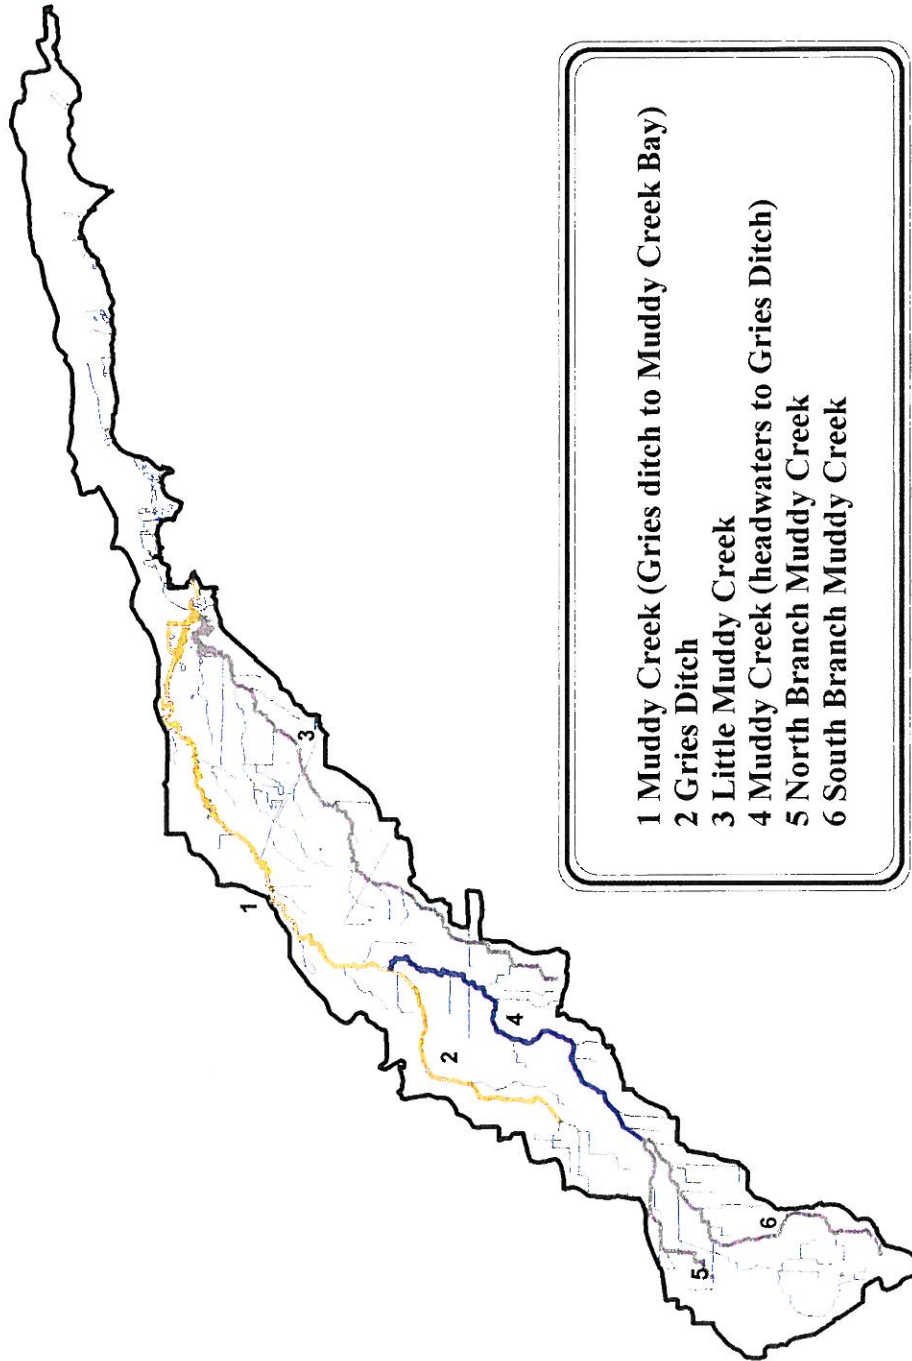 1 Muddy Creek (Gries ditch to Muddy Creek Bay)
2 Gries Ditch
3 Little Muddy Creek
4 Muddy Creek (headwaters to Gries Ditch)
5 North Branch Muddy Creek
6 South Branch Muddy Creek
1
2
3
4
5
6